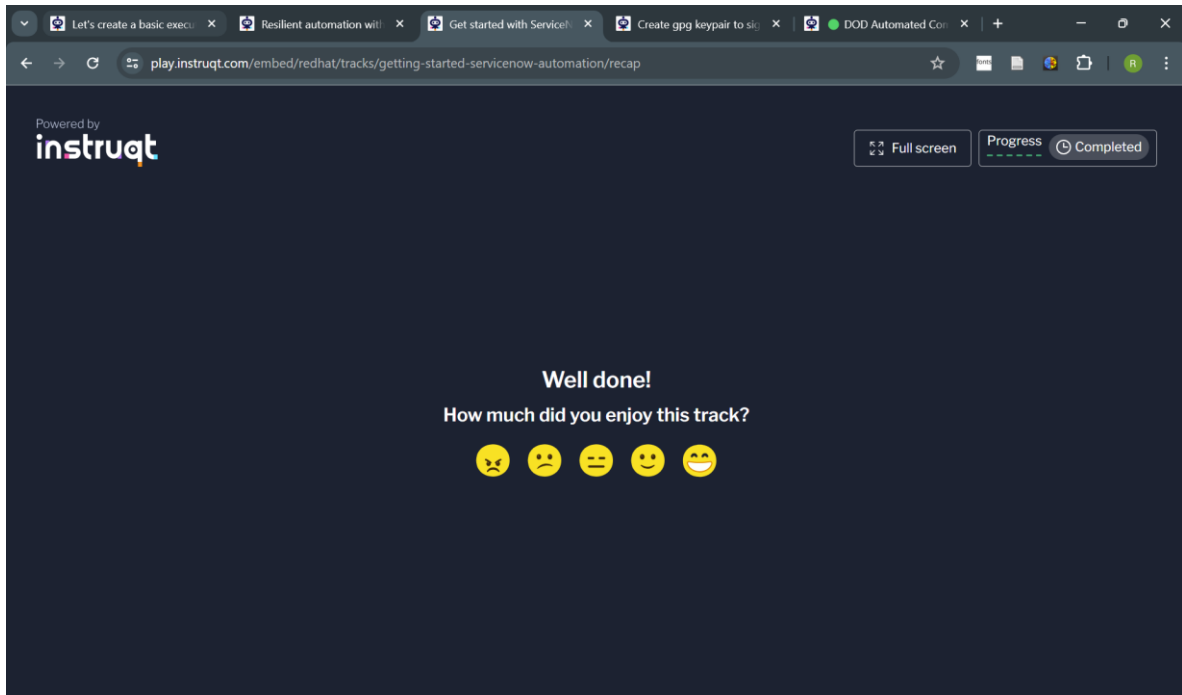 Let's create a basic execu
Resilient automation with
Get started with ServiceN
Create gpg keypair to sig
DOD Automated Con
play.instruqt.com/embed/redhat/tracks/getting-started-servicenow-automation/recap
fonts
R
Powered by
instruqt
Full screen
Progress
Completed
Well done!
How much did you enjoy this track?